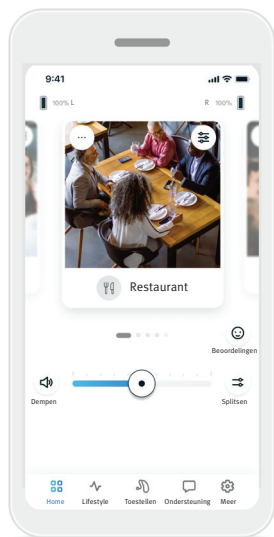 9:41
100% L
R 100%
...
Restaurant
Beoordelingen
Dempen
Splitsen
Home Lifestyle Toestellen Ondersteuning Meer